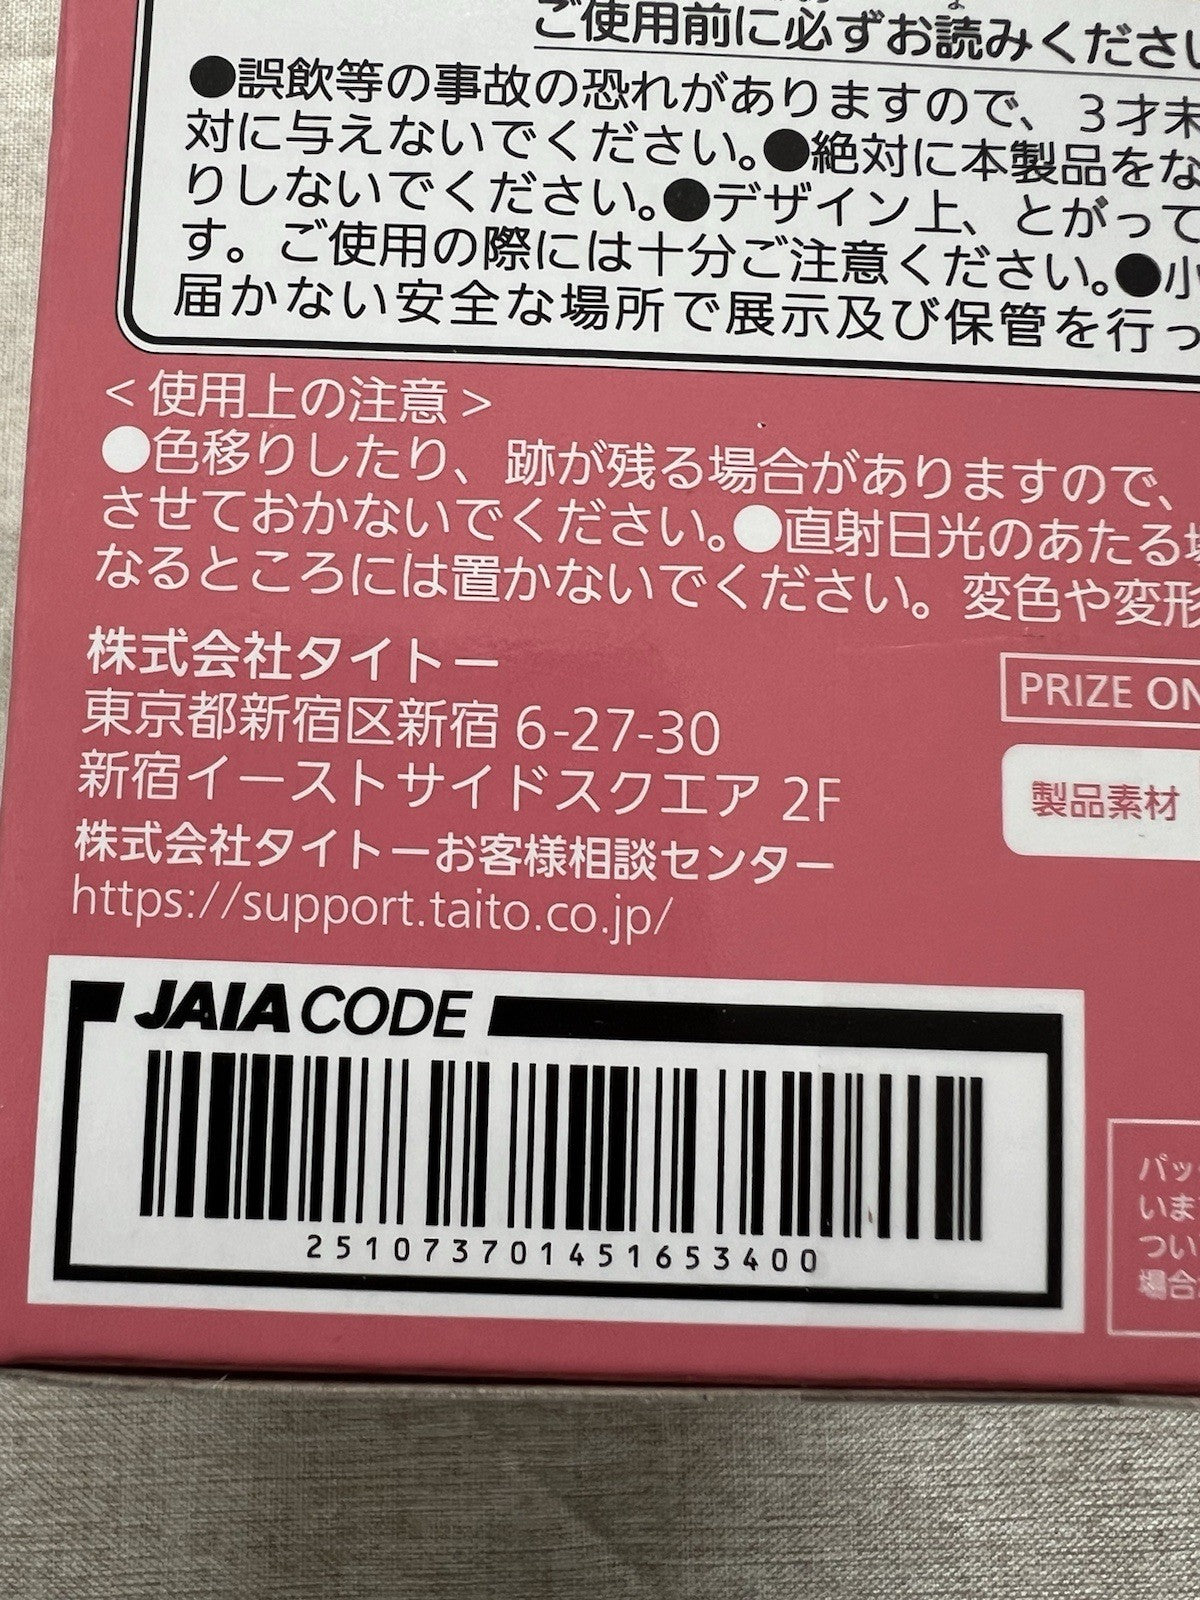 ご使用前に必ずお読みくださ
●誤飲等の事故の恐れがありますので、3才未
対に与えないでください。●絶対に本製品をな
りしないでください。●デザイン上、とがって
す。ご使用の際には十分ご注意ください。●小
届かない安全な場所で展示及び保管を行っ
<使用上の注意>
●色移りしたり、跡が残る場合がありますので、
させておかないでください。●直射日光のあたる場
なるところには置かないでください。変色や変形
株式会社タイトー
東京都新宿区新宿 6-27-30
新宿イーストサイドスクエア 2F
株式会社タイトーお客様相談センター
https://support.taito.co.jp/
PRIZE ON
製品素材
JAIA CODE
251073701451653400
パッ
いま
つい
場合